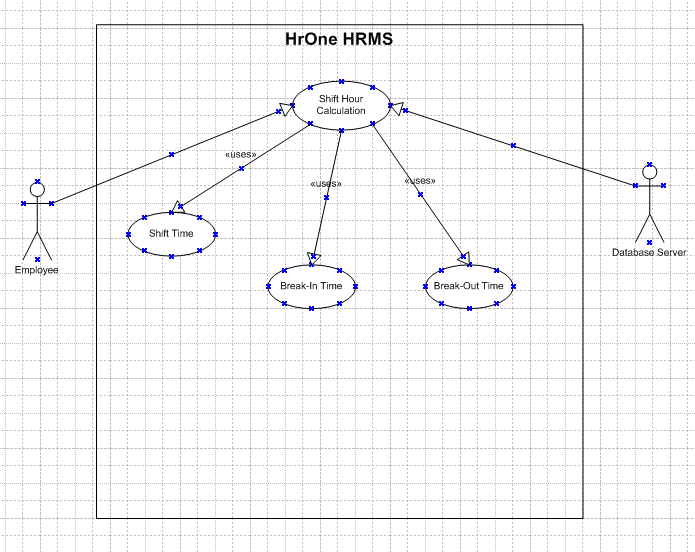 HrOne HRMS
Shift Hour
Calculation
«uses»
«uses»
«uses»
Shift Time
Employee
Database Server
Break-In Time
Break-Out Time